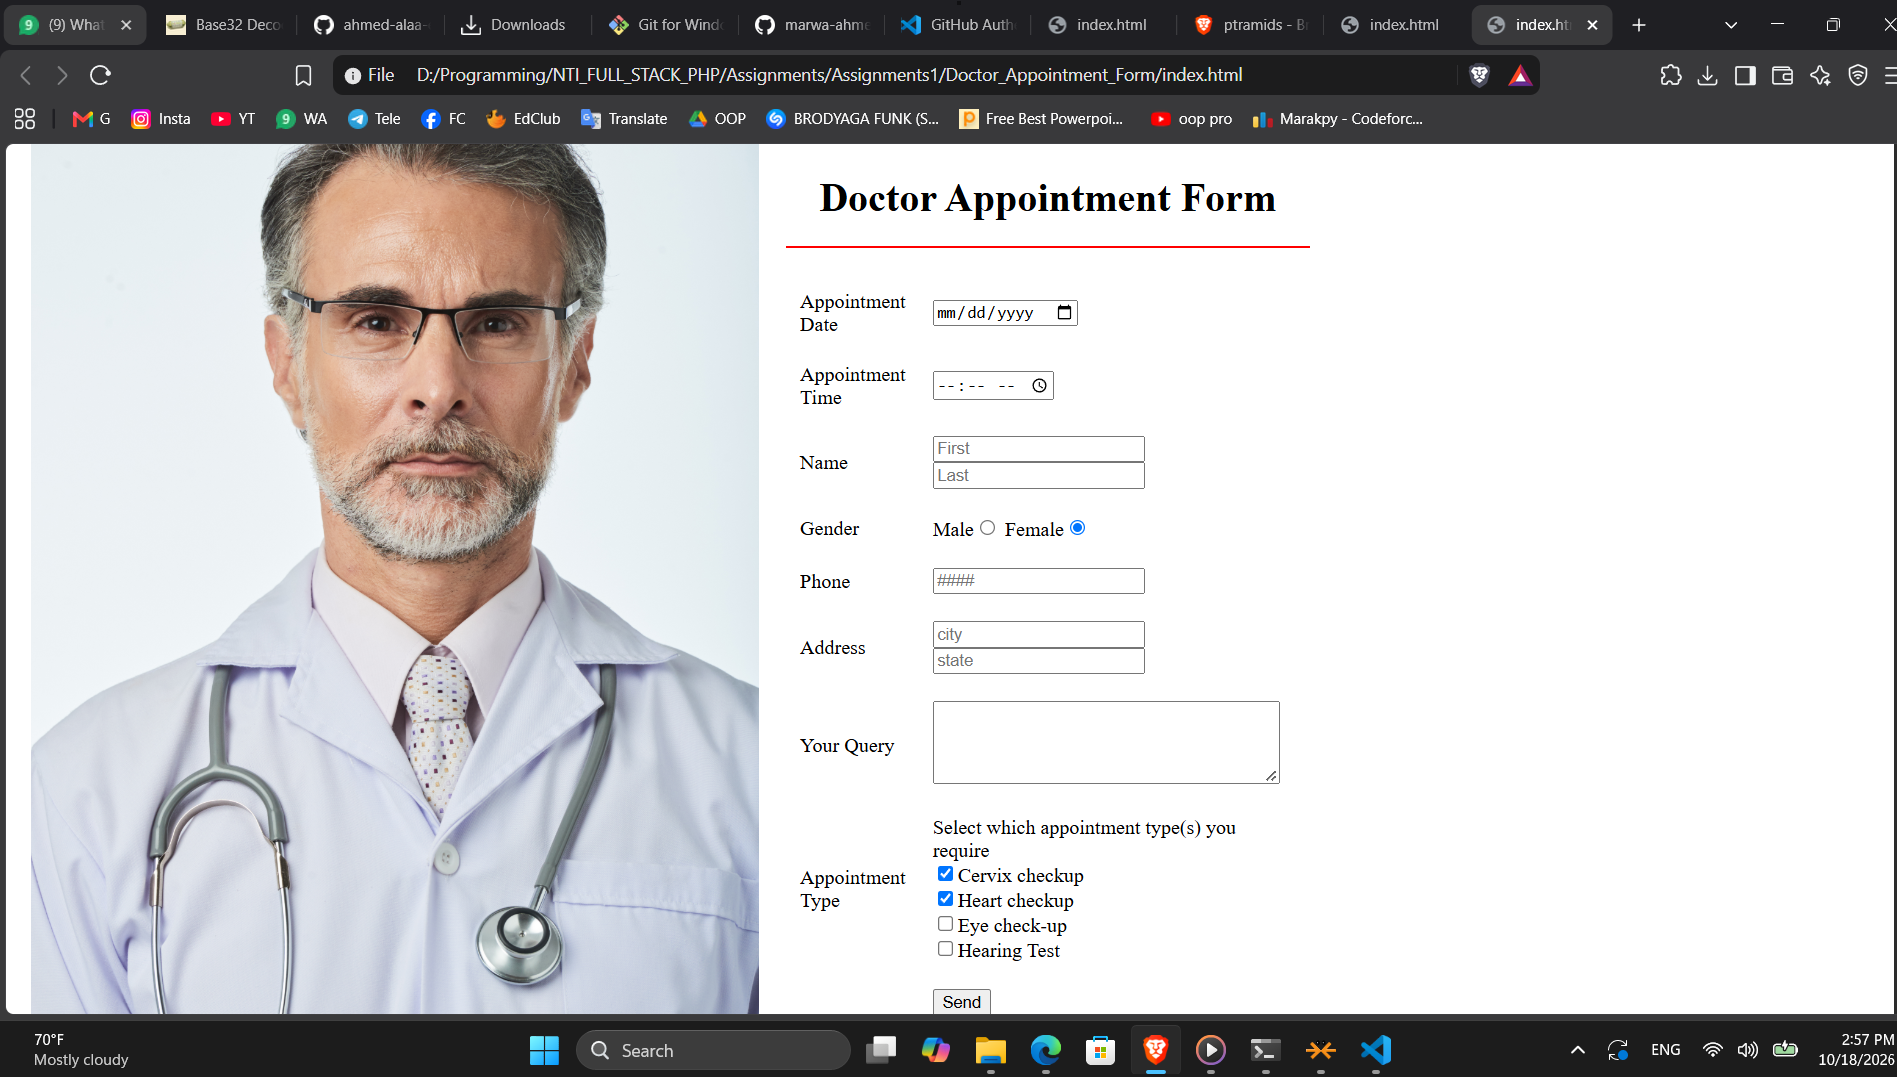 (9) What
Base32 Deco
ahmed-alaa-
Downloads
Git for Wind
marwa-ahme
GitHub Auth
index.html
ptramids - B
index.html
index.ht
File
D:/Programming/NTI_FULL_STACK_PHP/Assignments/Assignments1/Doctor_Appointment_Form/index.html
G
Insta
YT
9 WA
Tele
FC
EdClub
Translate
OOP
BRODYAGA FUNK (S...
Free Best Powerpoi...
oop pro
Marakpy - Codeforc...
Doctor Appointment Form
Appointment
Date
mm/dd/yyyy
Appointment
Time
--:-- --
Name
First
Last
Gender
Male
Female
Phone
####
Address
city
state
Your Query
Appointment
Type
Select which appointment type(s) you
require
Cervix checkup
Heart checkup
Eye check-up
Hearing Test
Send
70°F
Mostly cloudy
Search
ENG
2:57 PM
10/18/2026